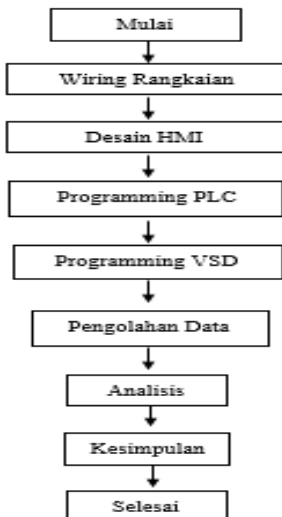 Mulai
Wiring Rangkaian
Desain HMI
Programming PLC
Programming VSD
Pengolahan Data
Analisis
Kesimpulan
Selesai